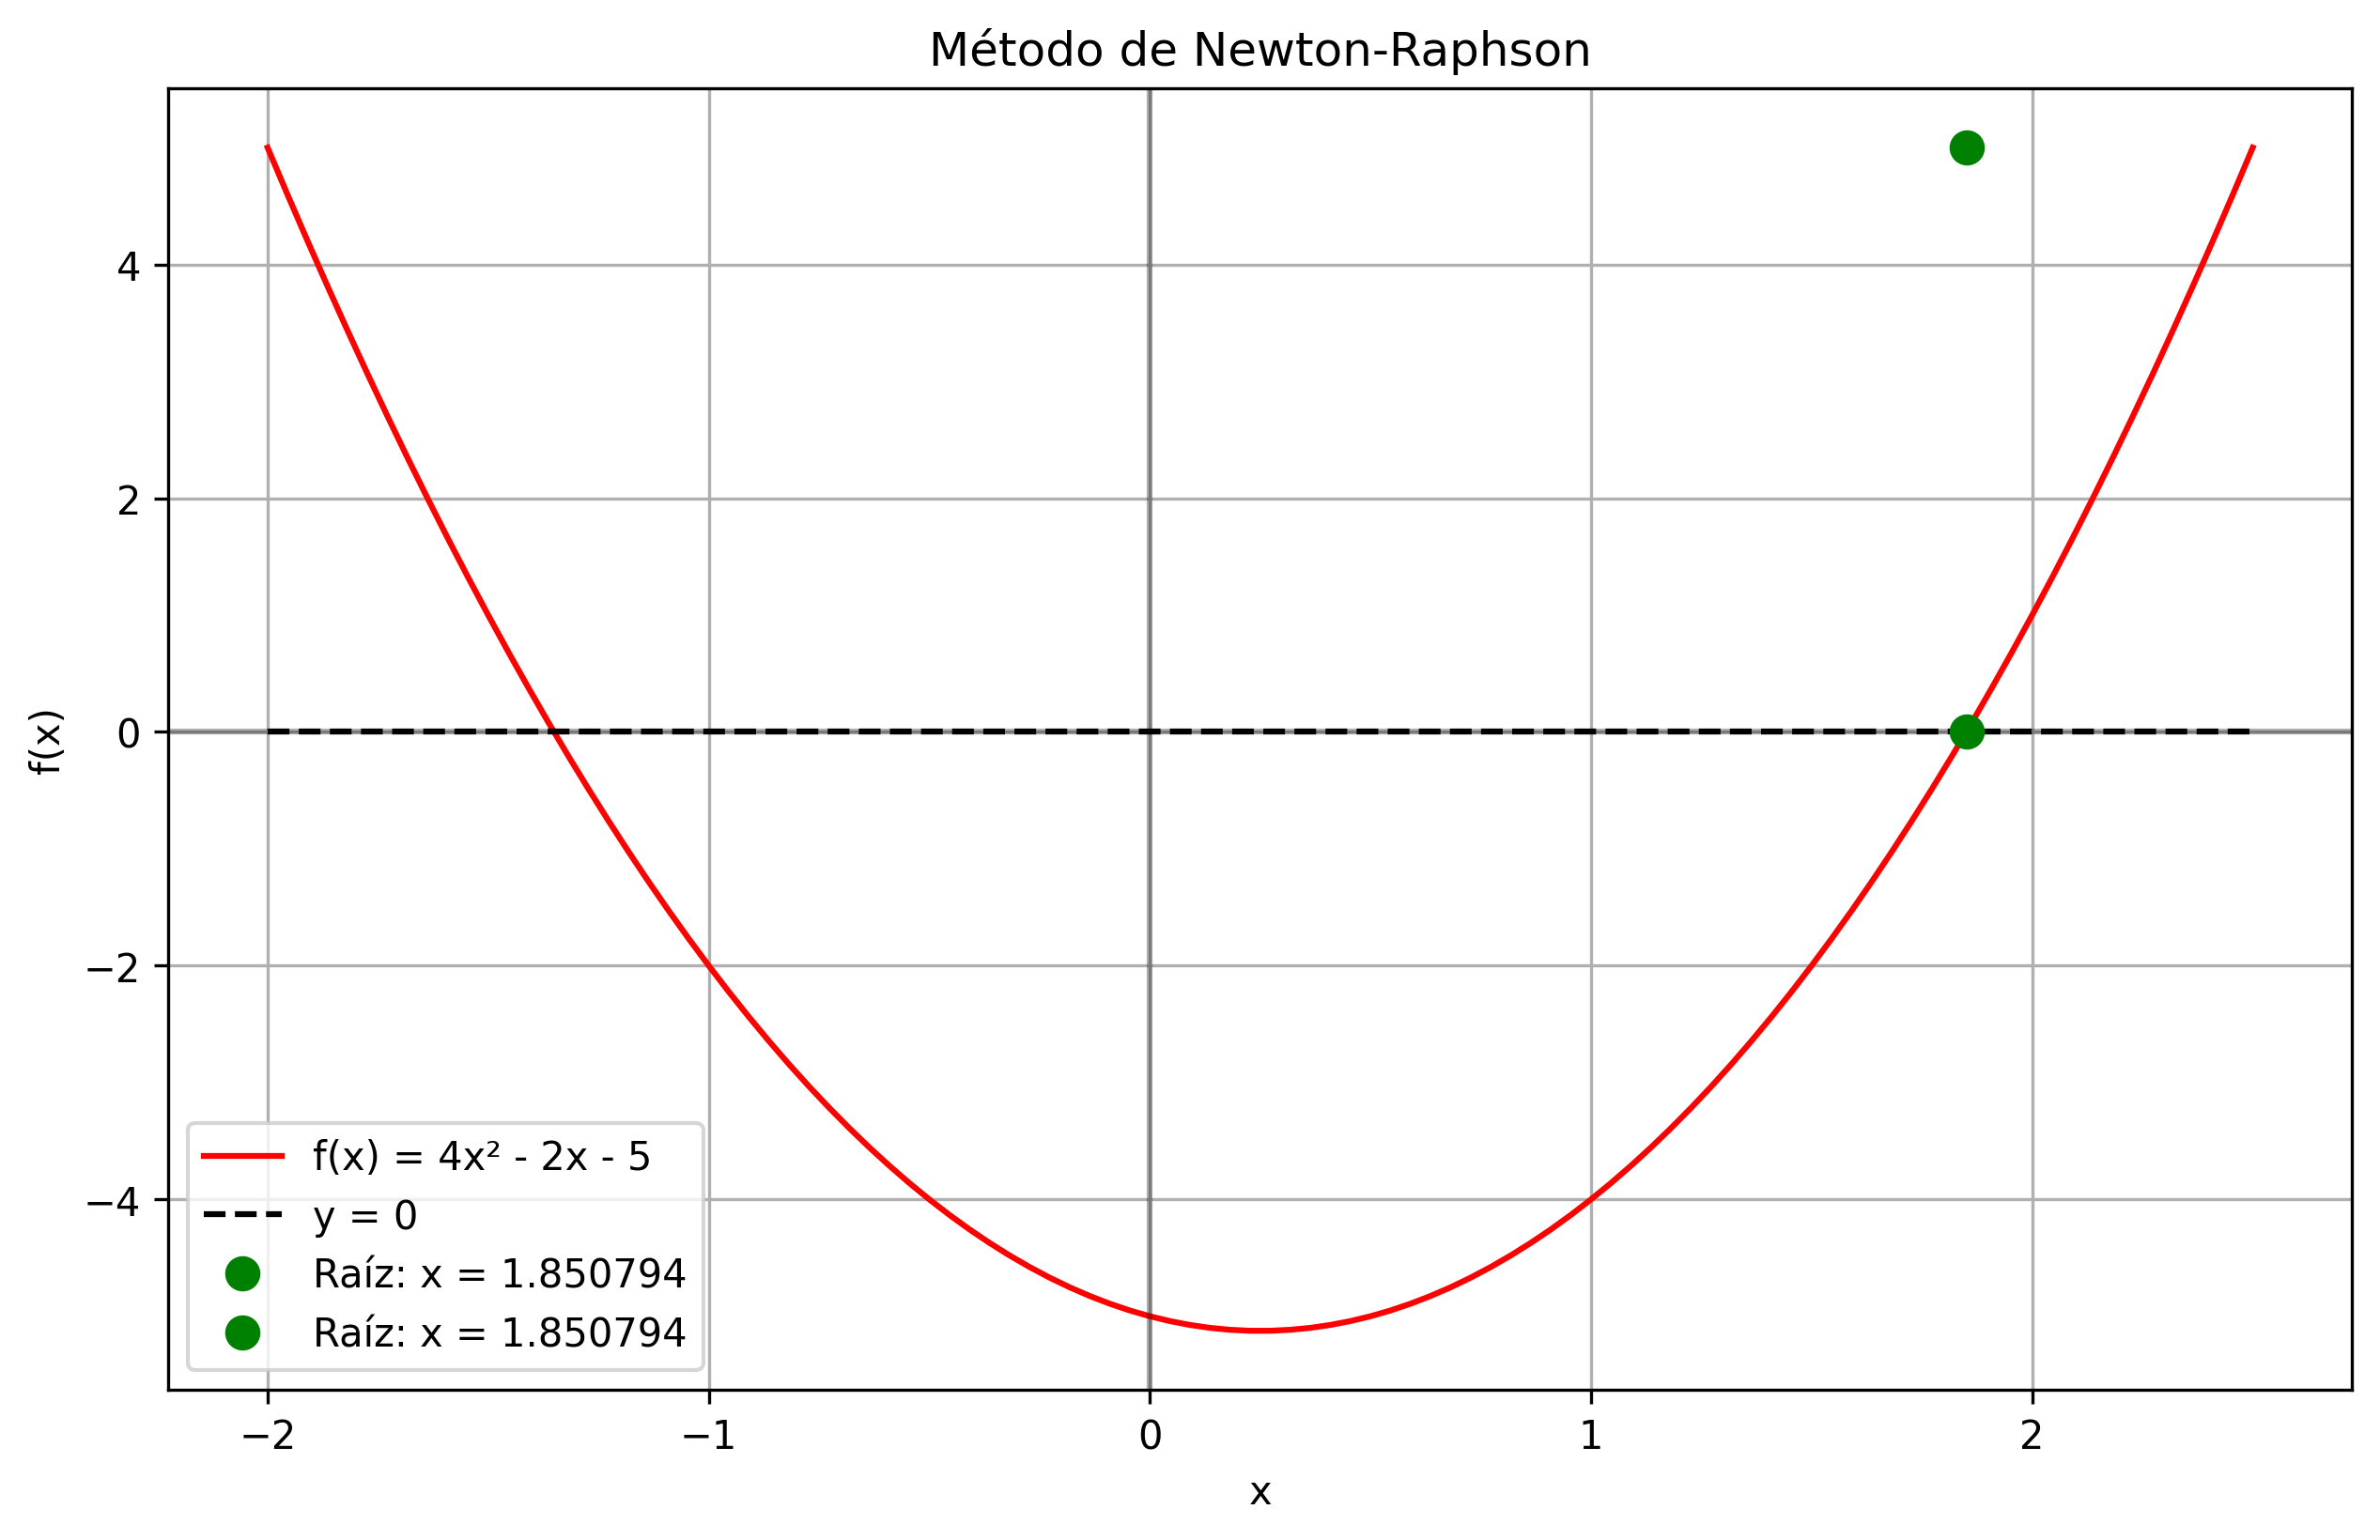 Método de Newton-Raphson
f(x)
4
2
0
−2
−4
f(x) = 4x² - 2x - 5
y = 0
Raíz: x = 1.850794
Raíz: x = 1.850794
−2 −1 0 1 2
x